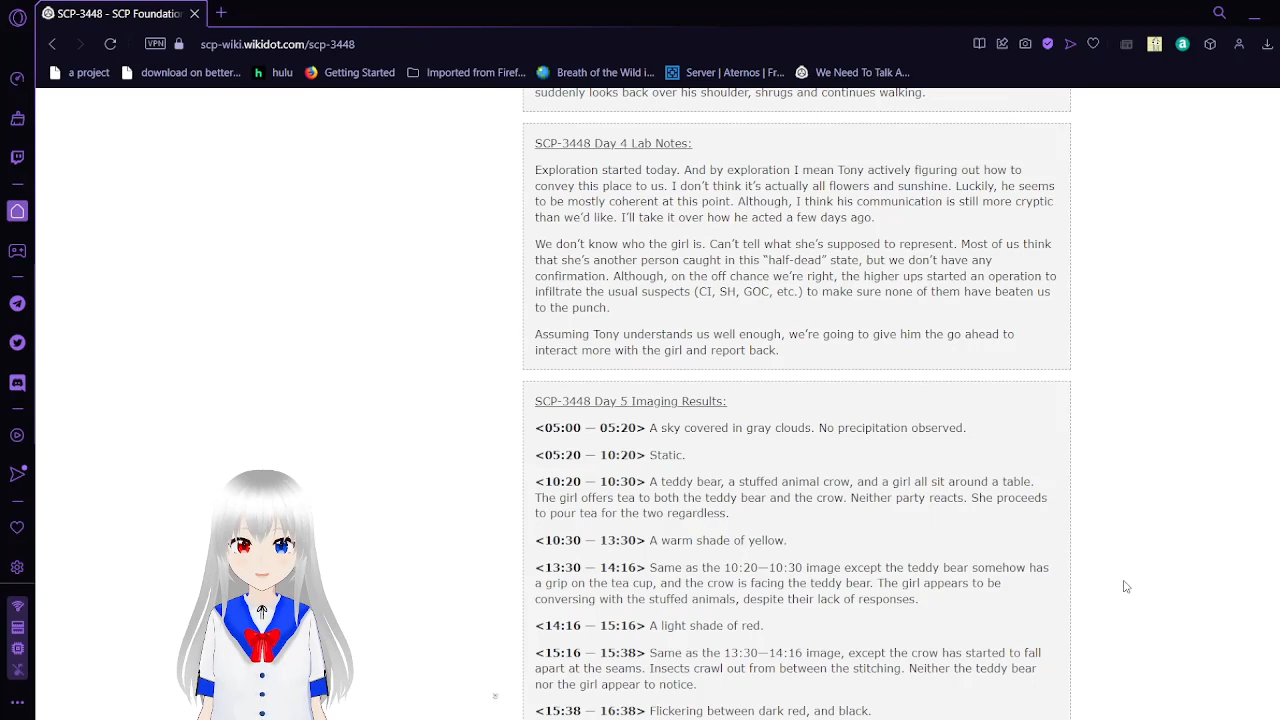 SCP-3448 - SCP Foundation
VPN
scp-wiki.wikidot.com/scp-3448
a project
download on better...
hulu
Getting Started
Imported from Firef...
Breath of the Wild i...
Server | Aternos | Fr...
We Need To Talk A...
suddenly looks back over his shoulder, shrugs and continues walking.
SCP-3448 Day 4 Lab Notes:
Exploration started today. And by exploration I mean Tony actively figuring out how to
convey this place to us. I don't think it's actually all flowers and sunshine. Luckily, he seems
to be mostly coherent at this point. Although, I think his communication is still more cryptic
than we'd like. I'll take it over how he acted a few days ago.
We don't know who the girl is. Can't tell what she's supposed to represent. Most of us think
that she's another person caught in this “half-dead” state, but we don't have any
confirmation. Although, on the off chance we're right, the higher ups started an operation to
infiltrate the usual suspects (CI, SH, GOC, etc.) to make sure none of them have beaten us
to the punch.
Assuming Tony understands us well enough, we're going to give him the go ahead to
interact more with the girl and report back.
SCP-3448 Day 5 Imaging Results:
<05:00 — 05:20> A sky covered in gray clouds. No precipitation observed.
<05:20 — 10:20> Static.
<10:20 — 10:30> A teddy bear, a stuffed animal crow, and a girl all sit around a table.
The girl offers tea to both the teddy bear and the crow. Neither party reacts. She proceeds
to pour tea for the two regardless.
<10:30 — 13:30> A warm shade of yellow.
<13:30 — 14:16> Same as the 10:20—10:30 image except the teddy bear somehow has
a grip on the tea cup, and the crow is facing the teddy bear. The girl appears to be
conversing with the stuffed animals, despite their lack of responses.
<14:16 — 15:16> A light shade of red.
<15:16 — 15:38> Same as the 13:30—14:16 image, except the crow has started to fall
apart at the seams. Insects crawl out from between the stitching. Neither the teddy bear
nor the girl appear to notice.
<15:38 — 16:38> Flickering between dark red, and black.